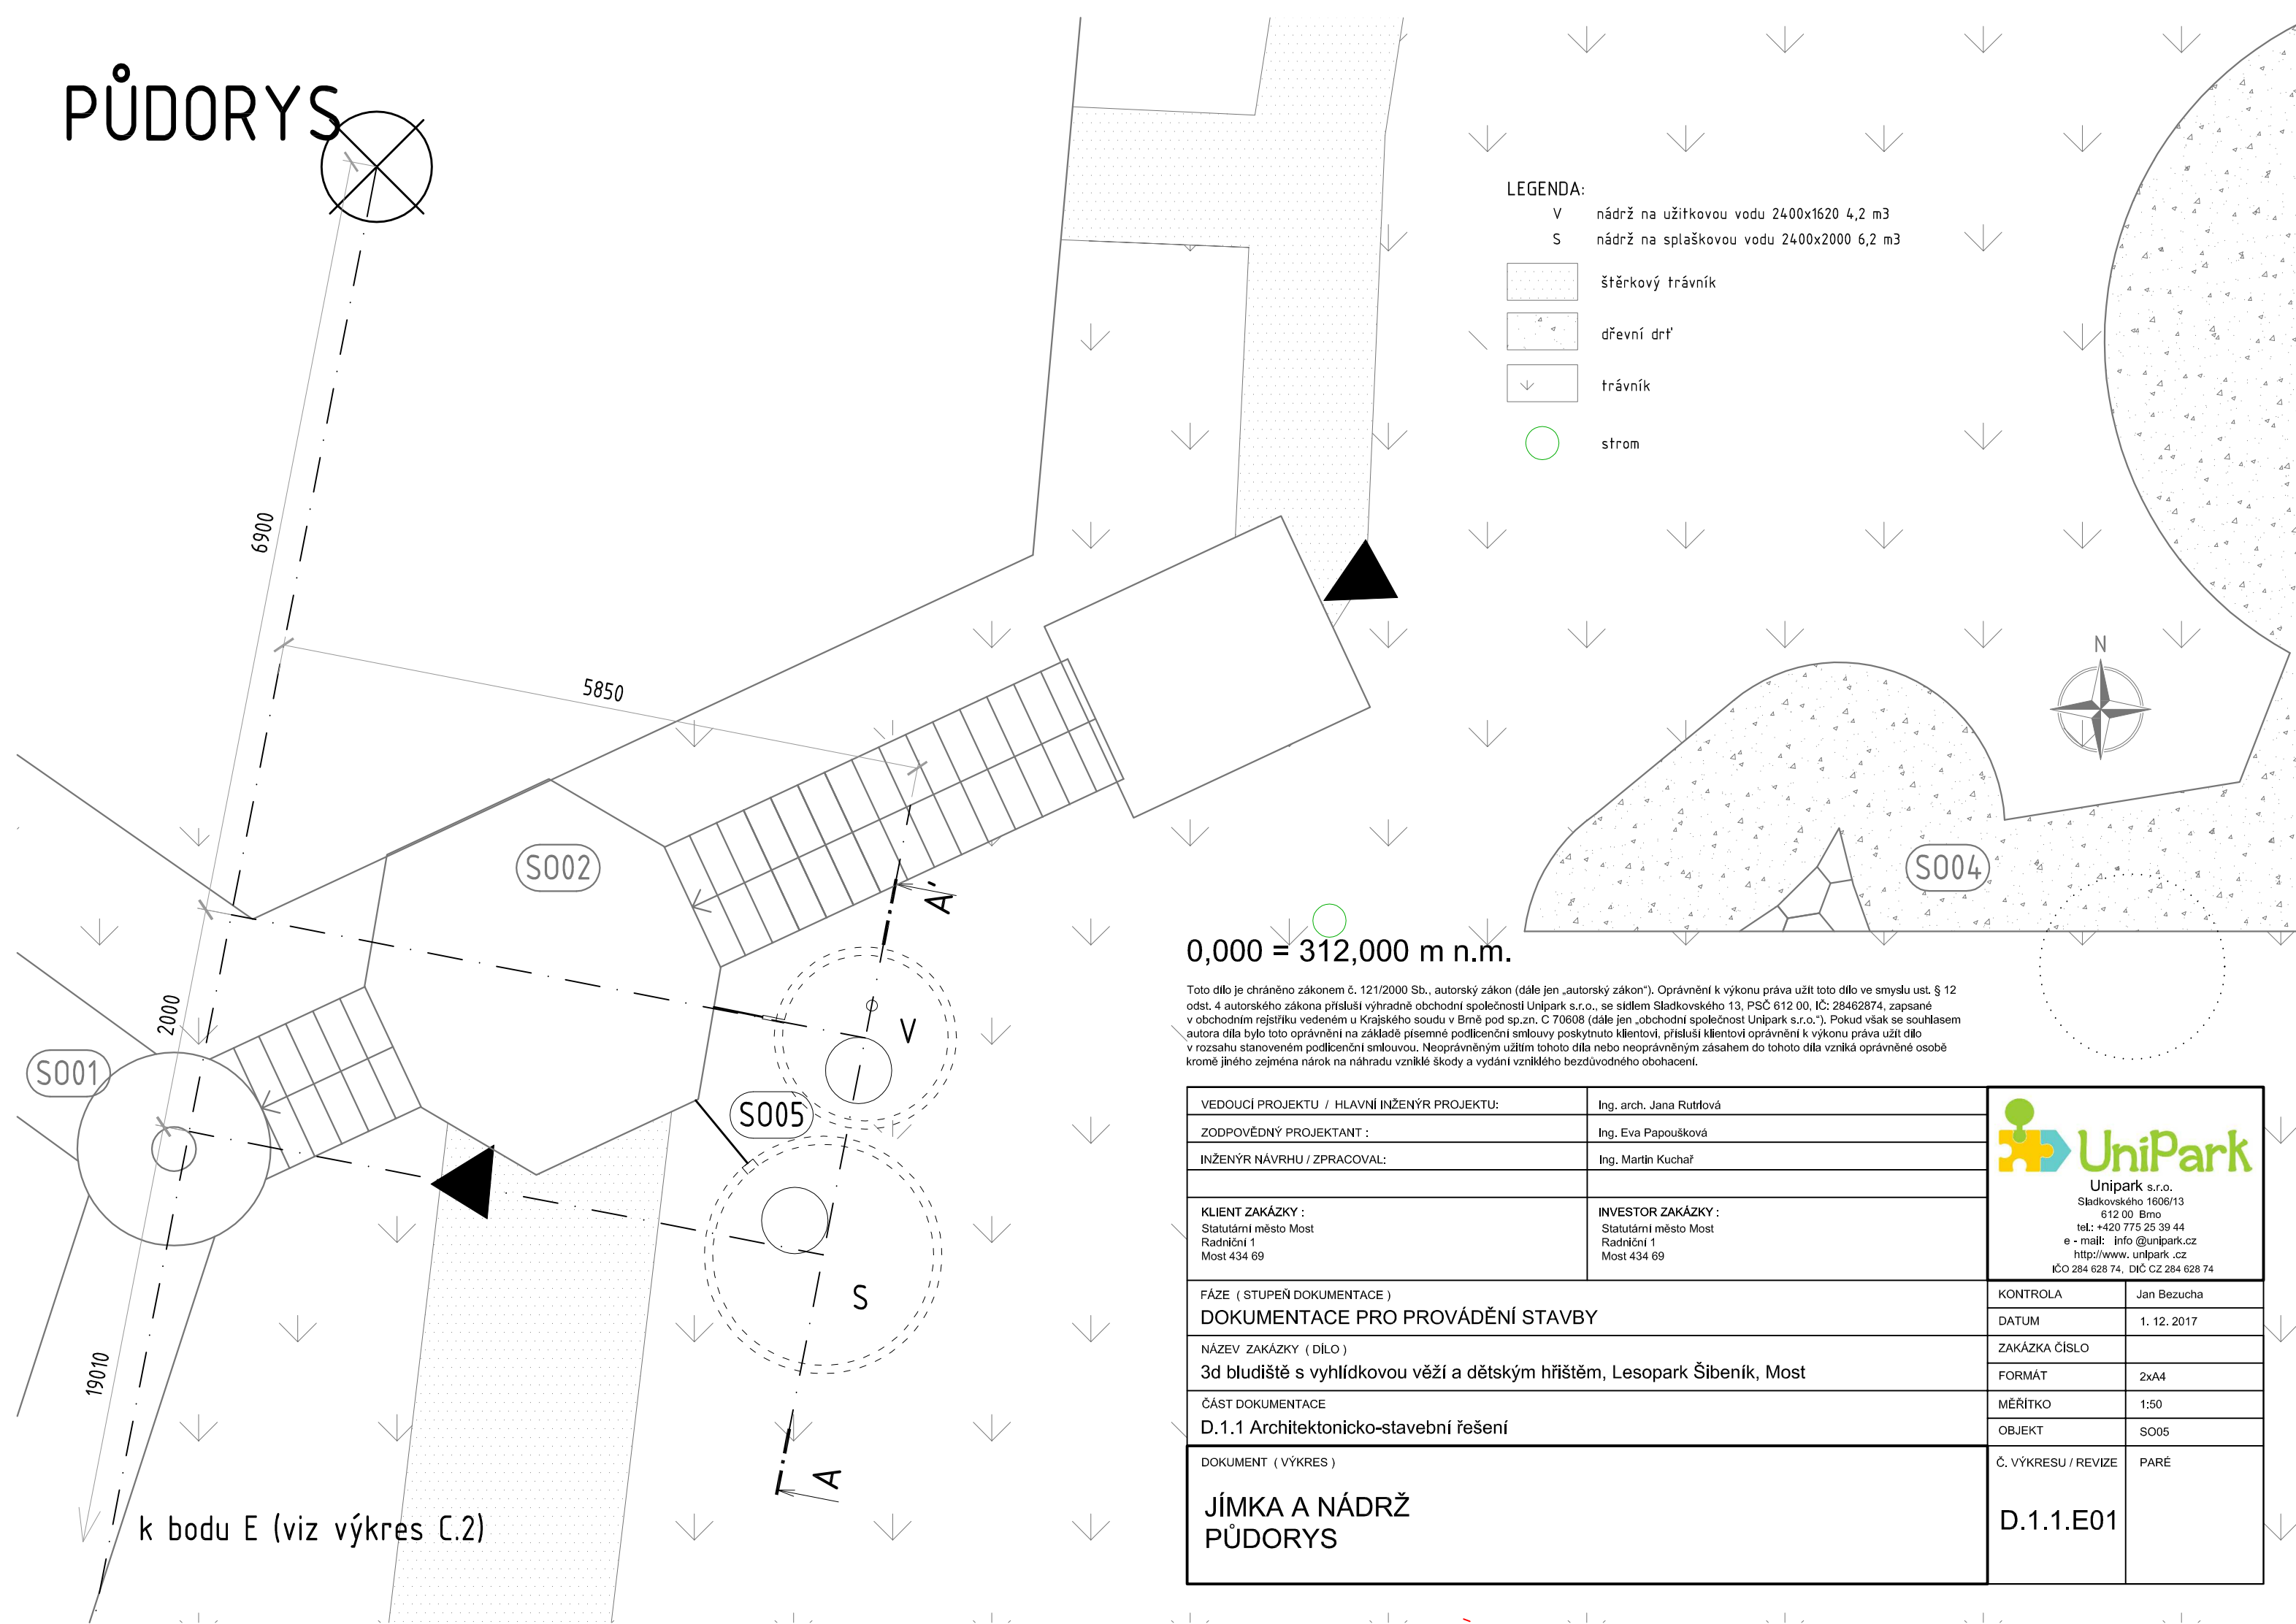 PŮDORYS
LEGENDA:
V nádrž na užitkovou vodu 2400x1620 4,2 m3
S nádrž na splaškovou vodu 2400x2000 6,2 m3
štěrkový trávník
dřevní drť
trávník
strom
N
6900
5850
SO02
SO04
A'
2000
V
SO01
SO05
S
19010
A
k bodu E (viz výkres C.2)
0,000 = 312,000 m n.m.
Toto dílo je chráněno zákonem č. 121/2000 Sb., autorský zákon (dále jen „autorský zákon“). Oprávnění k výkonu práva užít toto dílo ve smyslu ust. § 12
odst. 4 autorského zákona přísluší výhradně obchodní společnosti Unipark s.r.o., se sídlem Sladkovského 13, PSČ 612 00, IČ: 28462874, zapsané
v obchodním rejstříku vedeném u Krajského soudu v Brně pod sp.zn. C 70608 (dále jen „obchodní společnost Unipark s.r.o.“). Pokud však se souhlasem
autora díla bylo toto oprávnění na základě písemné podlicenční smlouvy poskytnuto klientovi, přísluší klientovi oprávnění k výkonu práva užít dílo
v rozsahu stanoveném podlicenční smlouvou. Neoprávněným užitím tohoto díla nebo neoprávněným zásahem do tohoto díla vzniká oprávněné osobě
kromě jiného zejména nárok na náhradu vzniklé škody a vydání vzniklého bezdůvodného obohacení.
VEDOUCÍ PROJEKTU / HLAVNÍ INŽENÝR PROJEKTU: Ing. arch. Jana Rutrlová
ZODPOVĚDNÝ PROJEKTANT : Ing. Eva Papoušková
INŽENÝR NÁVRHU / ZPRACOVAL: Ing. Martin Kuchař
KLIENT ZAKÁZKY :
Statutární město Most
Radniční 1
Most 434 69
INVESTOR ZAKÁZKY :
Statutární město Most
Radniční 1
Most 434 69
UniPark
Unipark s.r.o.
Sladkovského 1606/13
612 00 Brno
tel.: +420 775 25 39 44
e - mail: info @unipark.cz
http://www. unipark .cz
IČO 284 628 74, DIČ CZ 284 628 74
FÁZE ( STUPEŇ DOKUMENTACE )
DOKUMENTACE PRO PROVÁDĚNÍ STAVBY
NÁZEV ZAKÁZKY ( DÍLO )
3d bludiště s vyhlídkovou věží a dětským hřištěm, Lesopark Šibeník, Most
ČÁST DOKUMENTACE
D.1.1 Architektonicko-stavební řešení
DOKUMENT ( VÝKRES )
JÍMKA A NÁDRŽ
PŮDORYS
KONTROLA Jan Bezucha
DATUM 1. 12. 2017
ZAKÁZKA ČÍSLO
FORMÁT 2xA4
MĚŘÍTKO 1:50
OBJEKT SO05
Č. VÝKRESU / REVIZE PARÉ
D.1.1.E01